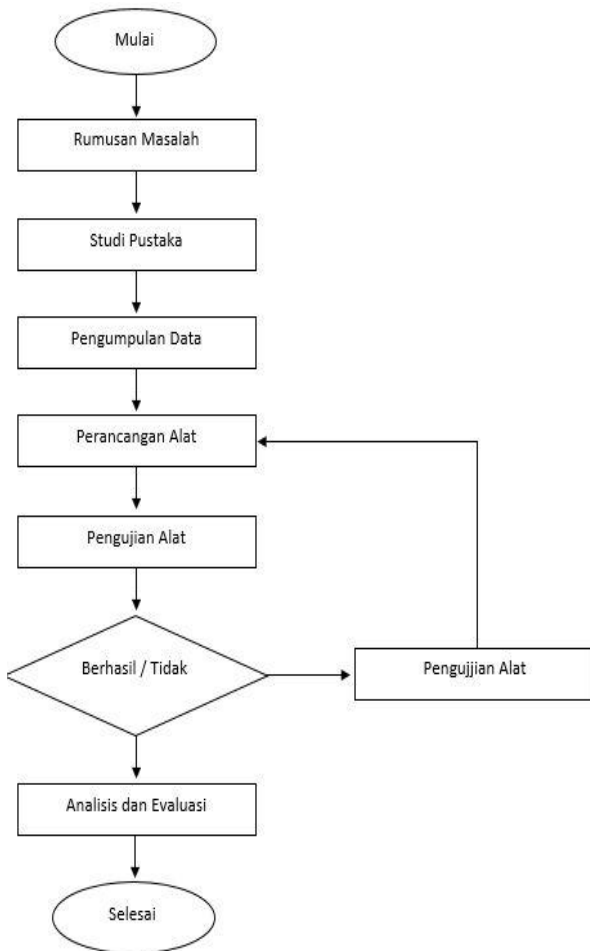 Mulai
Rumusan Masalah
Studi Pustaka
Pengumpulan Data
Perancangan Alat
Pengujian Alat
Berhasil / Tidak
Pengujjian Alat
Analisis dan Evaluasi
Selesai